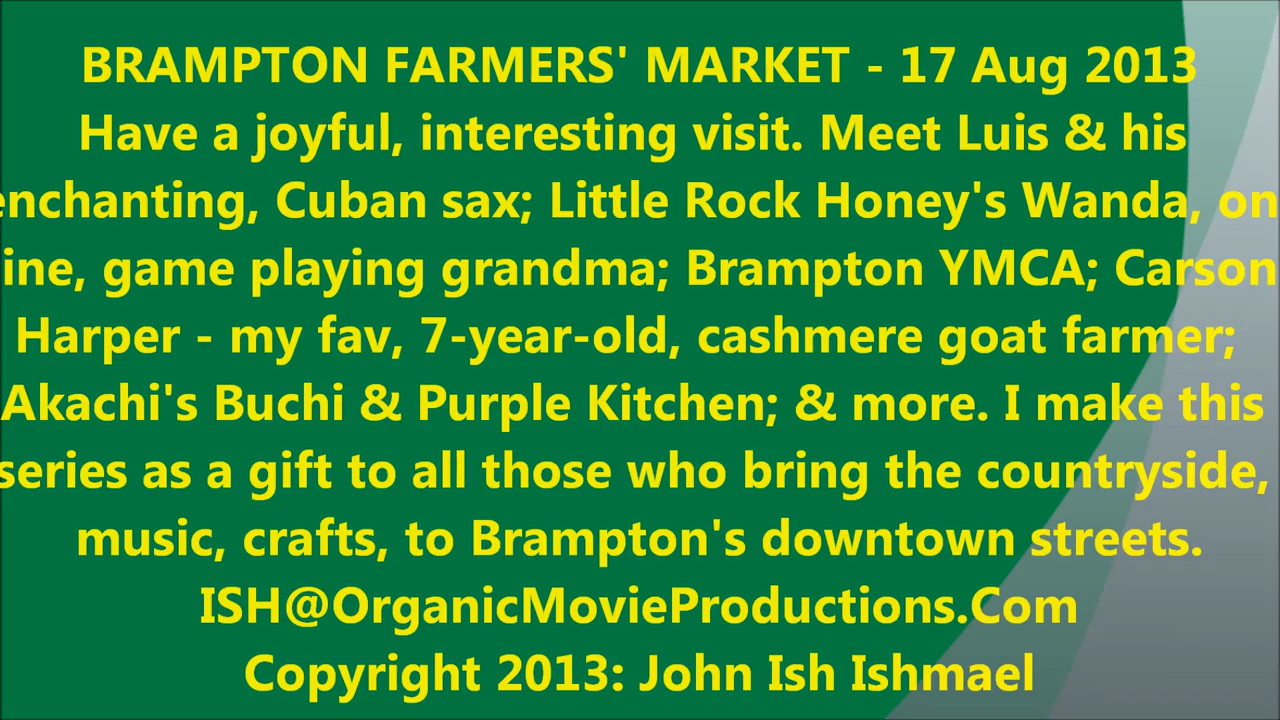 BRAMPTON FARMERS' MARKET - 17 Aug 2013
Have a joyful, interesting visit. Meet Luis & his
enchanting, Cuban sax; Little Rock Honey's Wanda, on
ine, game playing grandma; Brampton YMCA; Carson
Harper - my fav, 7-year-old, cashmere goat farmer;
Akachi's Buchi & Purple Kitchen; & more. I make this
series as a gift to all those who bring the countryside,
music, crafts, to Brampton's downtown streets.
ISH@OrganicMovieProductions.Com
Copyright 2013: John Ish Ishmael